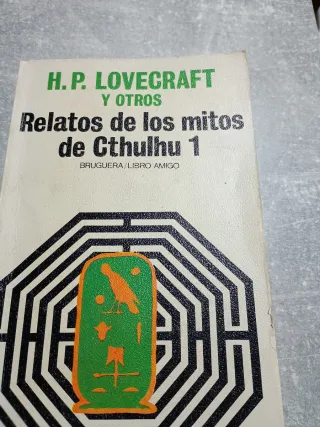 H.P. LOVECRAFT
Y OTROS
Relatos de los mitos
de Cthulhu 1
BRUGUERA/LIBRO AMIGO